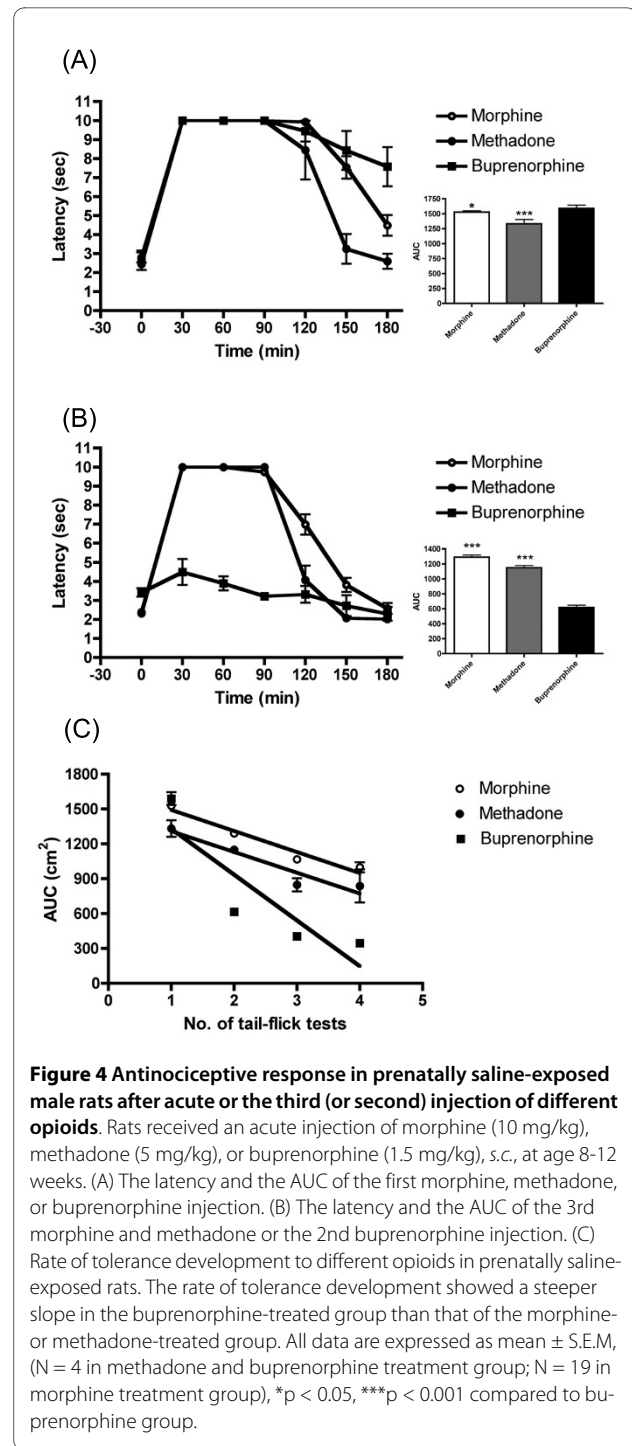 (A)
11
10
9
8
7
6
5
4
3
2
1
0
Latency (sec)
-30 0 30 60 90 120 150 180
Time (min)
Morphine
Methadone
Buprenorphine
1750
1500
1250
1000
750
500
250
0
AUC
*
***
Morphine
Methadone
Buprenorphine
(B)
11
10
9
8
7
6
5
4
3
2
1
0
Latency (sec)
-30 0 30 60 90 120 150 180
Time (min)
Morphine
Methadone
Buprenorphine
1400
1200
1000
800
600
400
200
0
AUC
***
***
Morphine
Methadone
Buprenorphine
(C)
1800
1500
1200
900
600
300
0
AUC (cm²)
0 1 2 3 4 5
No. of tail-flick tests
Morphine
Methadone
Buprenorphine
Figure 4 Antinociceptive response in prenatally saline-exposed
male rats after acute or the third (or second) injection of different
opioids. Rats received an acute injection of morphine (10 mg/kg),
methadone (5 mg/kg), or buprenorphine (1.5 mg/kg), s.c., at age 8-12
weeks. (A) The latency and the AUC of the first morphine, methadone,
or buprenorphine injection. (B) The latency and the AUC of the 3rd
morphine and methadone or the 2nd buprenorphine injection. (C)
Rate of tolerance development to different opioids in prenatally saline-
exposed rats. The rate of tolerance development showed a steeper
slope in the buprenorphine-treated group than that of the morphine-
or methadone-treated group. All data are expressed as mean ± S.E.M,
(N = 4 in methadone and buprenorphine treatment group; N = 19 in
morphine treatment group), *p < 0.05, ***p < 0.001 compared to bu-
prenorphine group.